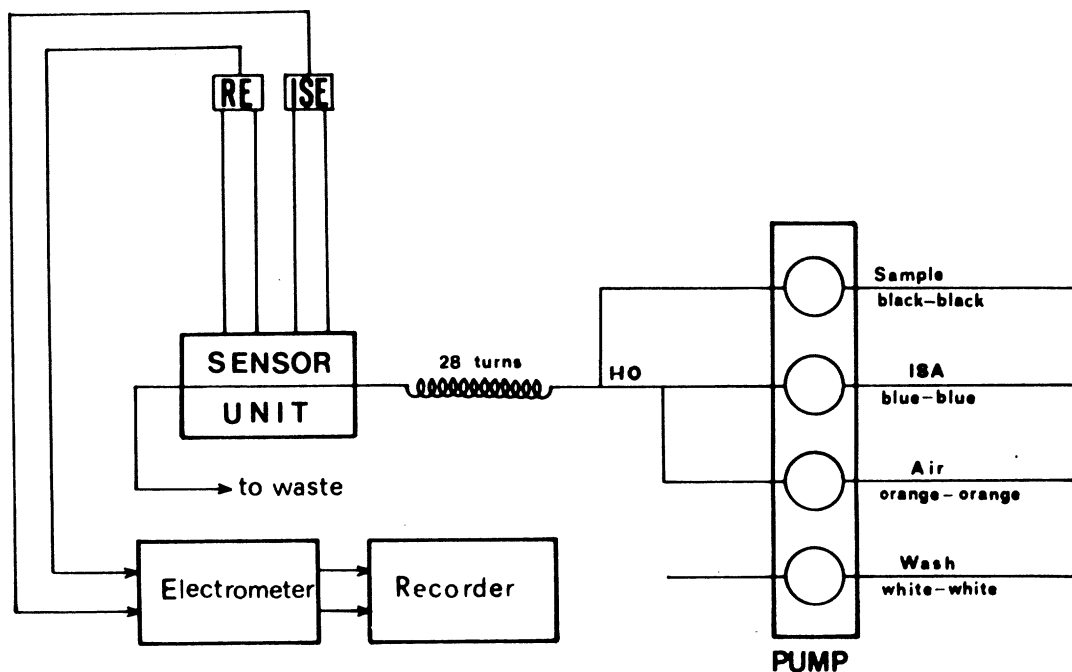 RE ISE
Sample
black-black
SENSOR
28 turns
HO
ISA
UNIT
blue-blue
Air
to waste
orange-orange
Electrometer
Recorder
Wash
white-white
PUMP